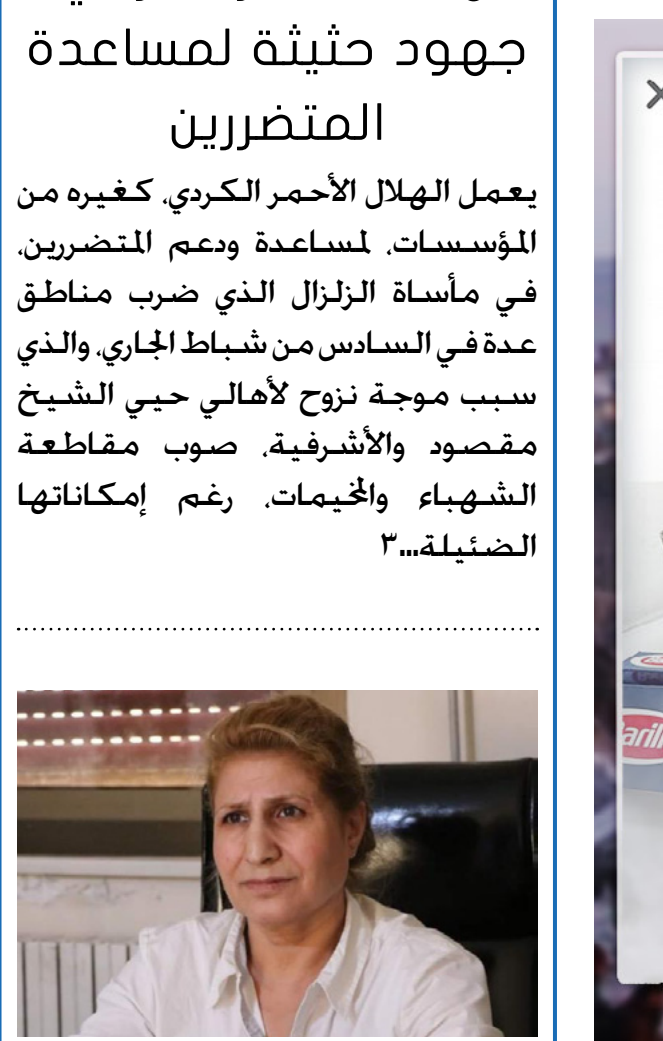 جهود حثيثة لمساعدة
المتضررين
يعمل الهلال الأحمر الكردي، كغيره من
المؤسسات، لمساعدة ودعم المتضررين،
في مأساة الزلزال الذي ضرب مناطق
عدة في السادس من شباط الجاري، والذي
سبب موجة نزوح لأهالي حيي الشيخ
مقصود والأشرفية، صوب مقاطعة
الشهباء والمخيمات، رغم إمكاناتها
الضئيلة...٣